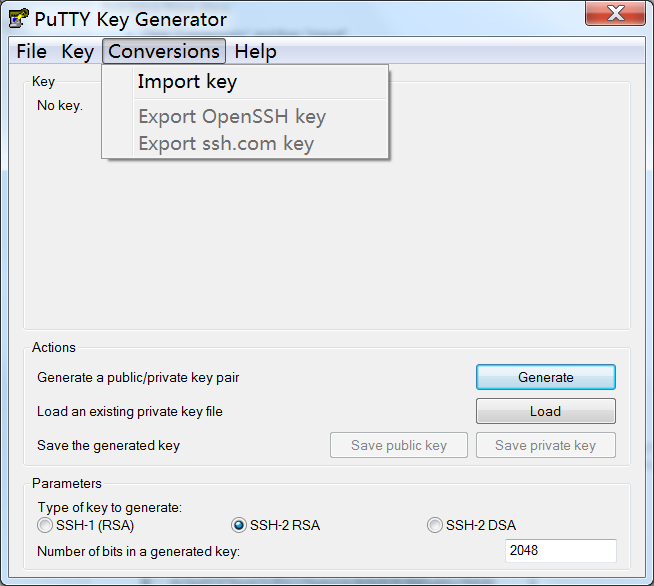 PuTTY Key Generator
File Key Conversions Help
Import key
Export OpenSSH key
Export ssh.com key
Key
No key.
Actions
Generate a public/private key pair
Generate
Load an existing private key file
Load
Save the generated key
Save public key
Save private key
Parameters
Type of key to generate:
SSH-1 (RSA) SSH-2 RSA SSH-2 DSA
Number of bits in a generated key:
2048